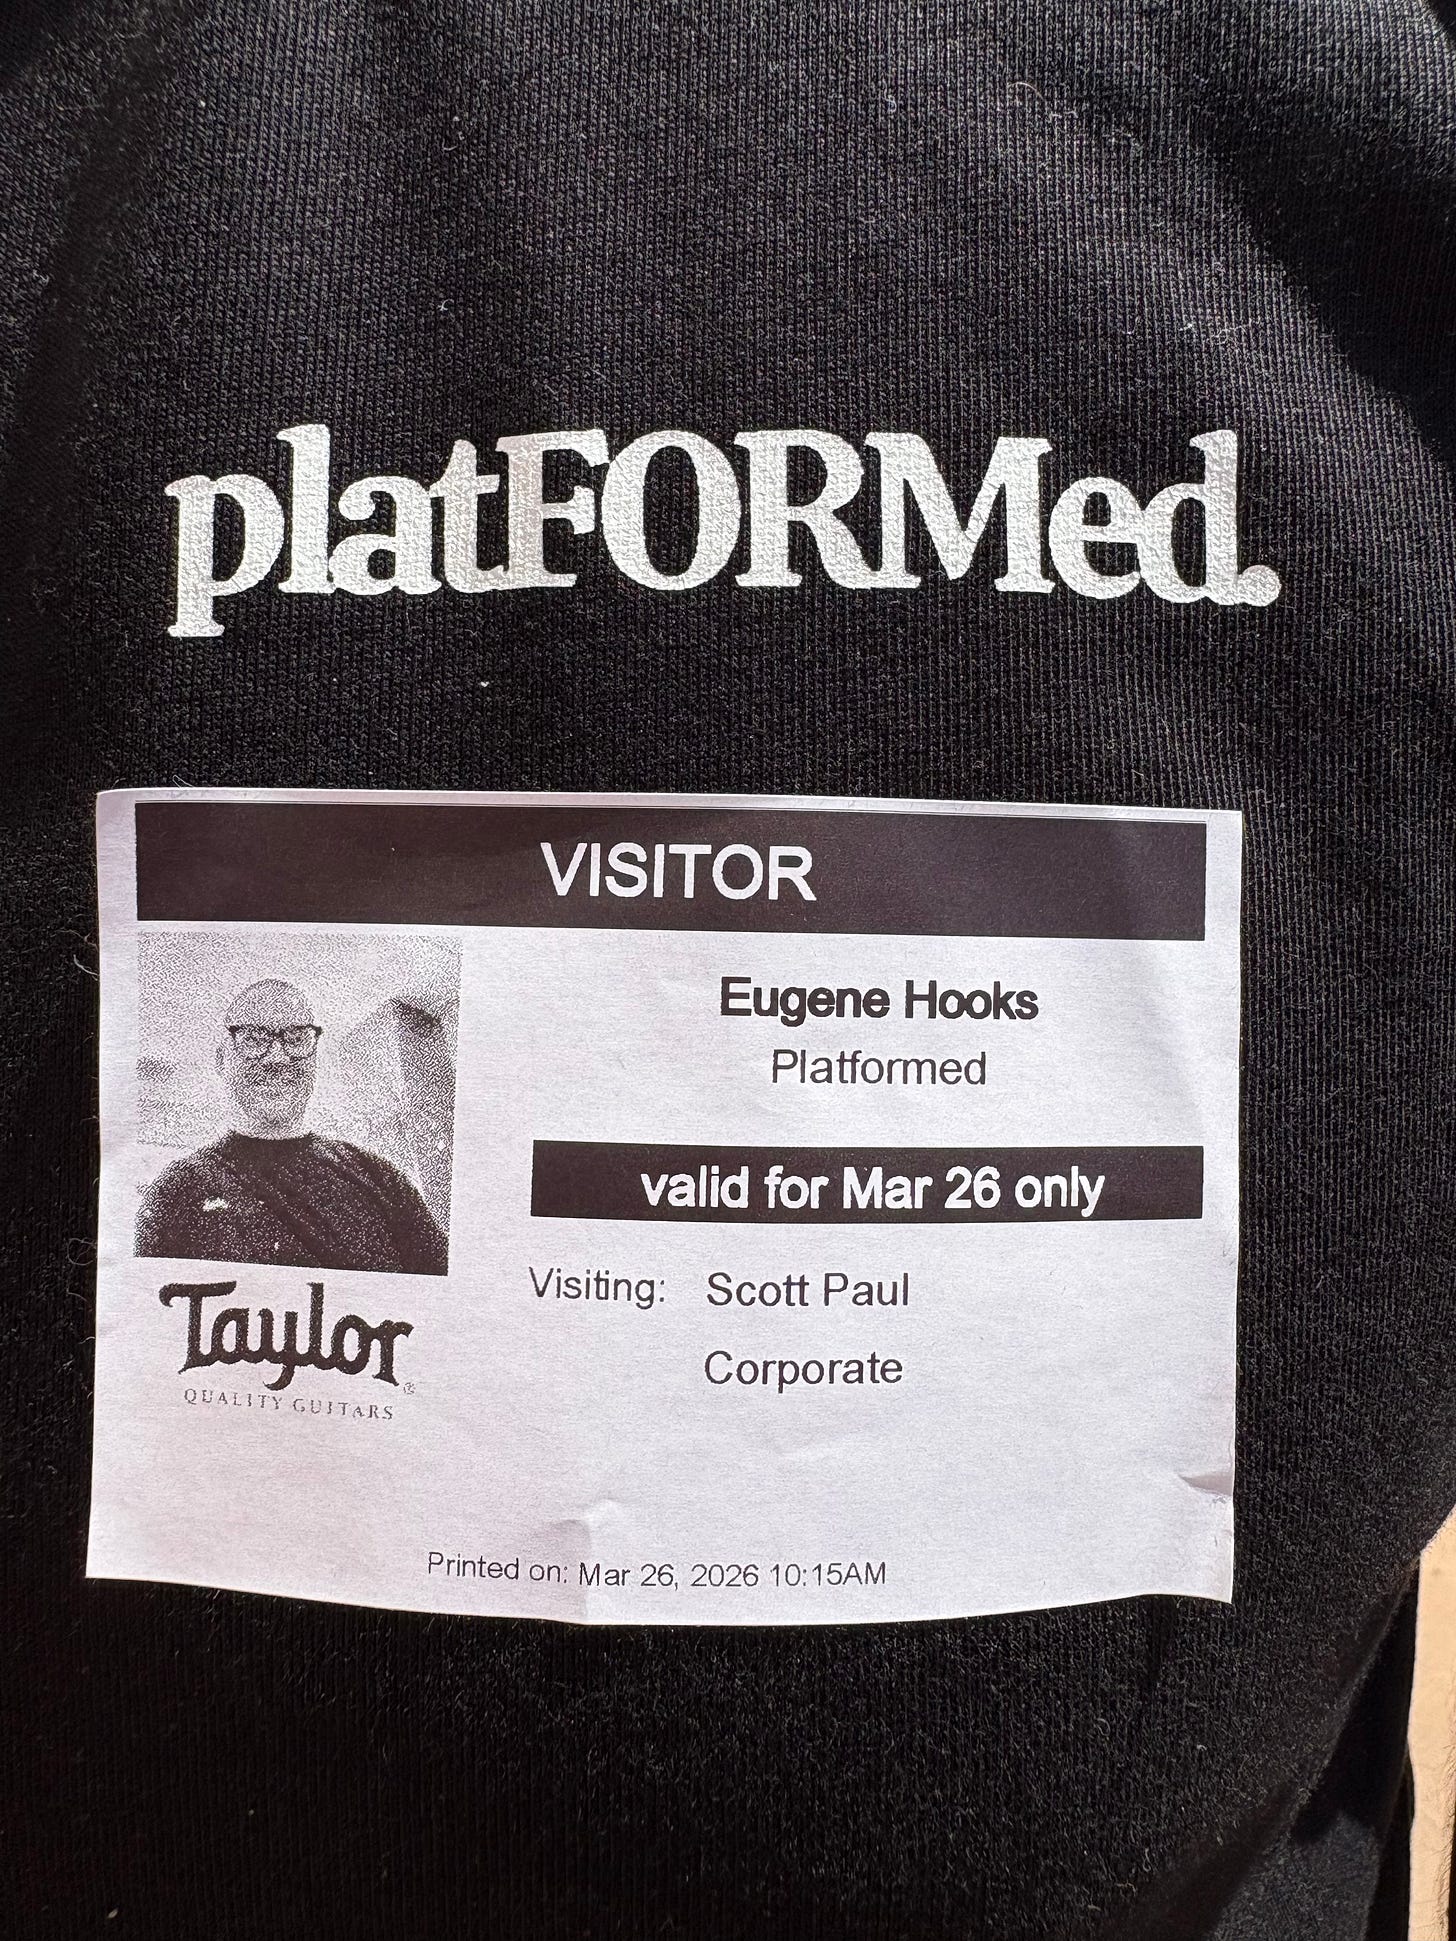 platFORMed.
VISITOR
Eugene Hooks
Platformed
valid for Mar 26 only
Visiting: Scott Paul
Corporate
Taylor®
QUALITY GUITARS
Printed on: Mar 26, 2026 10:15AM